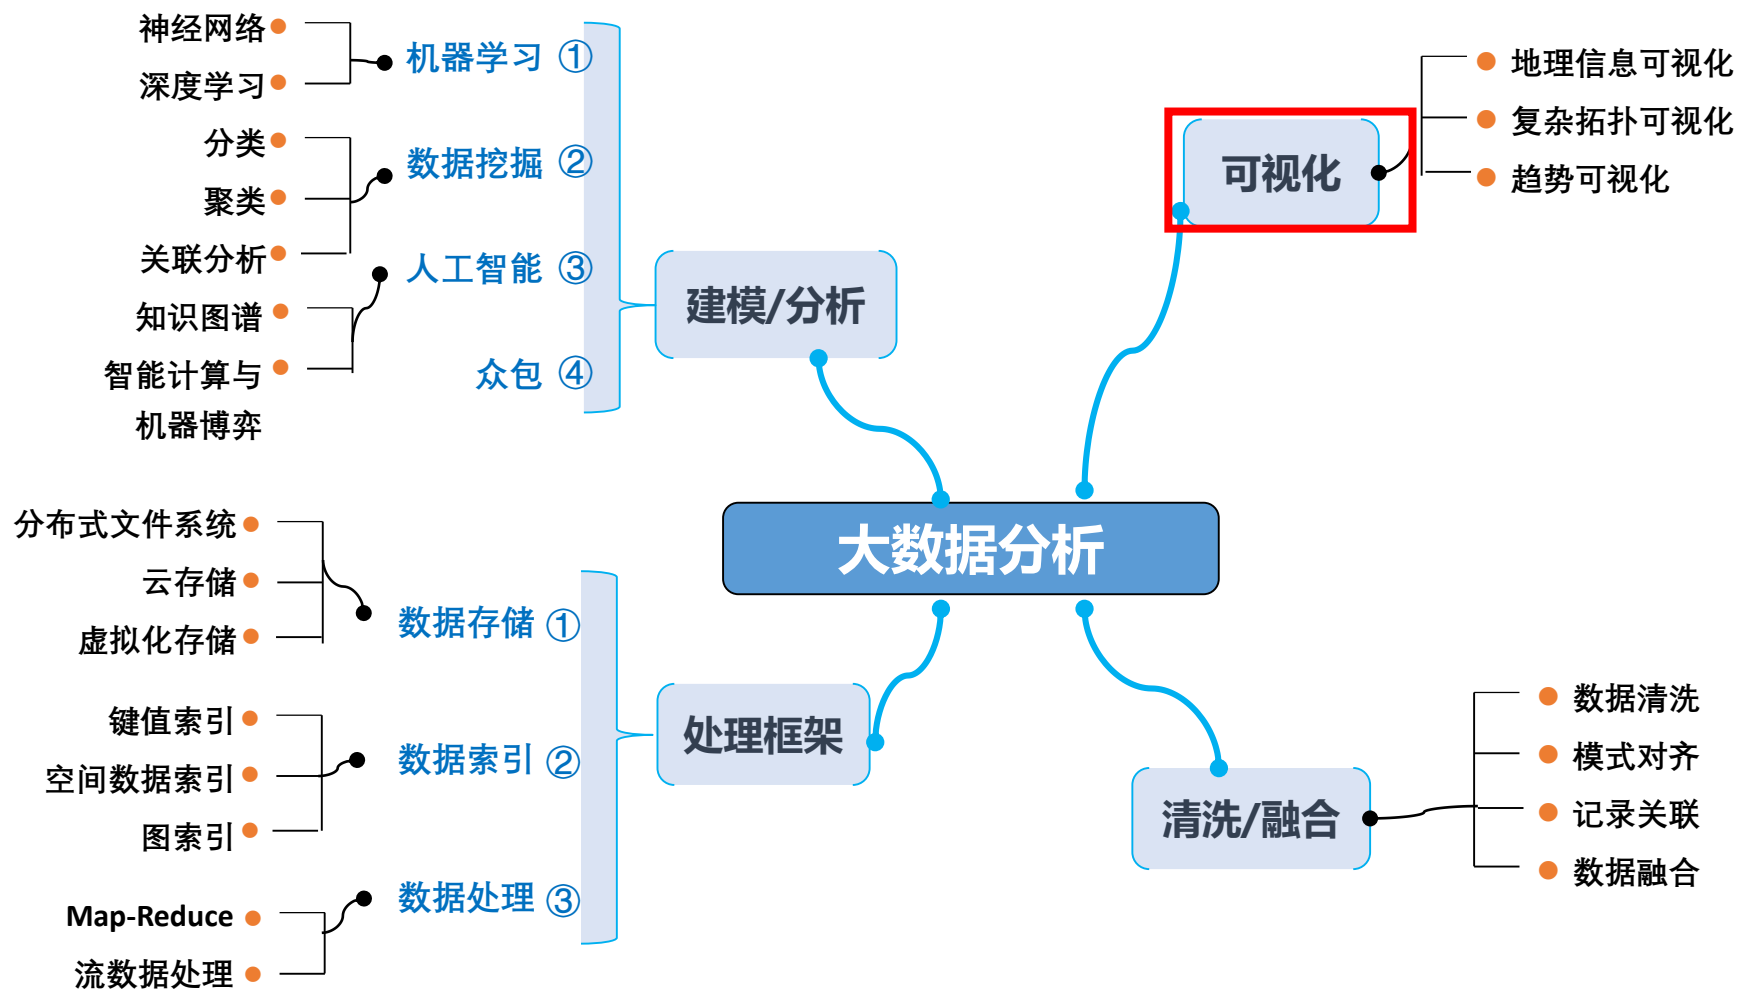 神经网络
深度学习
机器学习 ①
分类
聚类
关联分析
数据挖掘 ②
知识图谱
智能计算与
机器博弈
人工智能 ③
众包 ④
建模/分析
可视化
地理信息可视化
复杂拓扑可视化
趋势可视化
大数据分析
分布式文件系统
云存储
虚拟化存储
数据存储 ①
键值索引
空间数据索引
图索引
数据索引 ②
Map-Reduce
流数据处理
数据处理 ③
处理框架
清洗/融合
数据清洗
模式对齐
记录关联
数据融合